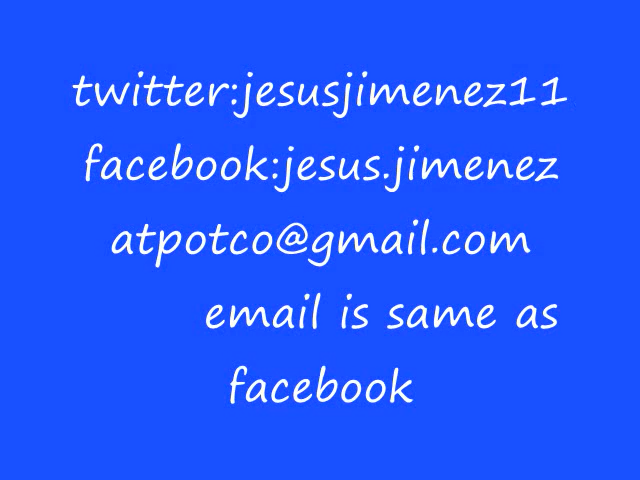 twitter:jesusjimenez11
facebook:jesus.jimenez
atpotco@gmail.com
email is same as
facebook